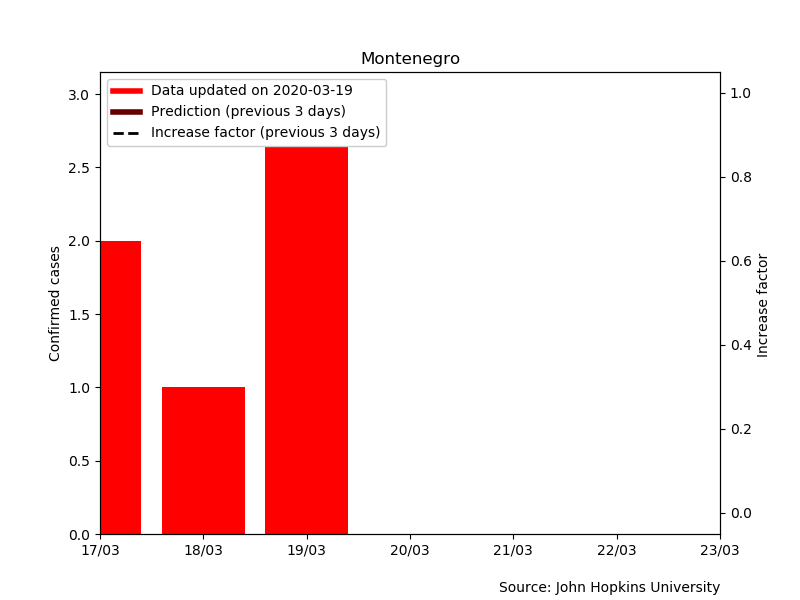 Montenegro
Data updated on 2020-03-19
Prediction (previous 3 days)
Increase factor (previous 3 days)
Confirmed cases
3.0
2.5
2.0
1.5
1.0
0.5
0.0
1.0
0.8
0.6
0.4
0.2
0.0
Increase factor
17/03 18/03 19/03 20/03 21/03 22/03 23/03
Source: John Hopkins University